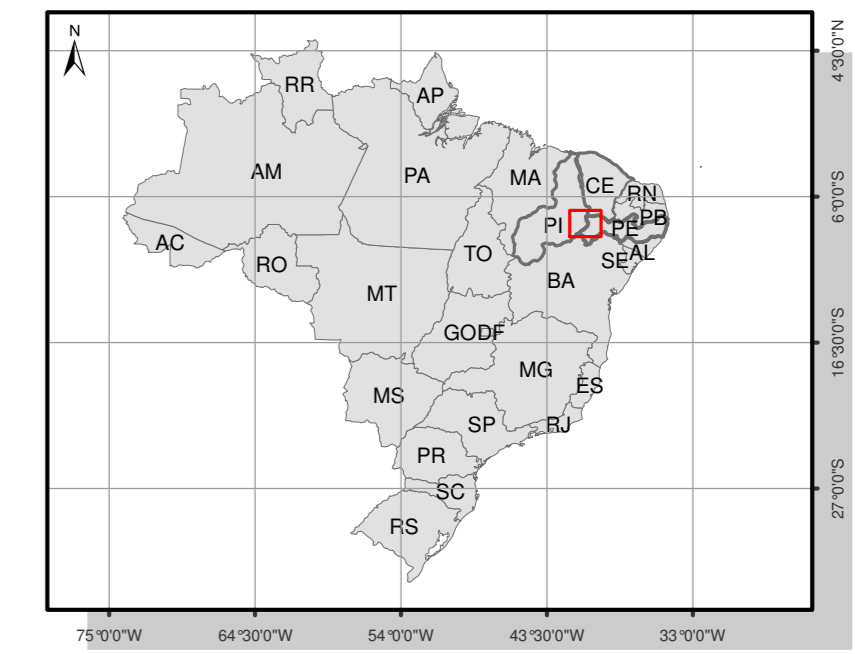 N
4°30'0"N
RR
AP
AM
PA
MA
CE
RN
6°0'0"S
PI
PB
PE
AC
TO
SE
AL
RO
BA
MT
GODF
16°30'0"S
MG
ES
MS
SP
RJ
PR
27°0'0"S
SC
RS
75°0'0"W 64°30'0"W 54°0'0"W 43°30'0"W 33°0'0"W